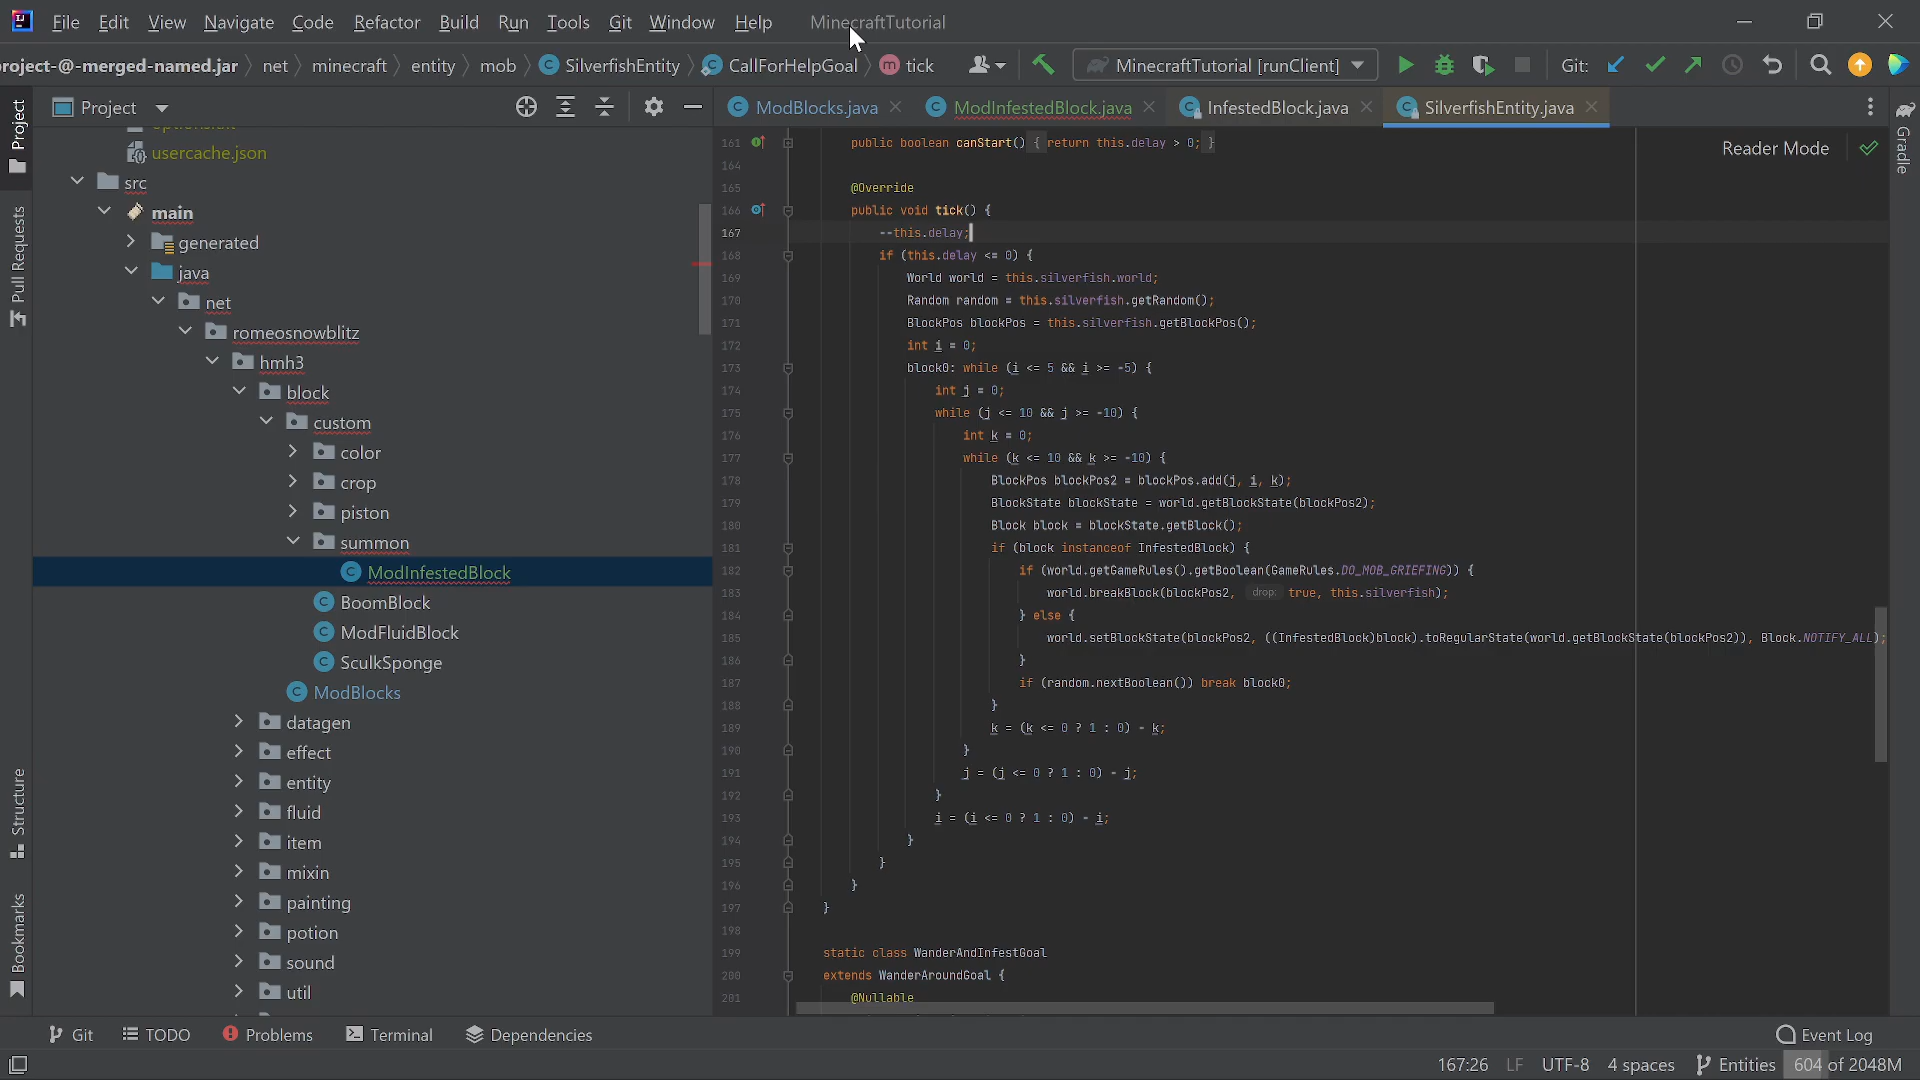 File Edit View Navigate Code Refactor Build Run Tools Git Window Help MinecraftTutorial
roject-@-merged-named.jar net minecraft entity mob SilverfishEntity CallForHelpGoal tick MinecraftTutorial [runClient] Git:
Project
ModBlocks.java ModInfestedBlock.java InfestedBlock.java SilverfishEntity.java
Project
Pull Requests
Structure
Bookmarks
Gradle
usercache.json
src
main
generated
java
net
romeosnowblitz
hmh3
block
custom
color
crop
piston
summon
ModInfestedBlock
BoomBlock
ModFluidBlock
SculkSponge
ModBlocks
datagen
effect
entity
fluid
item
mixin
painting
potion
sound
util
Reader Mode
161 public boolean canStart() { return this.delay > 0; }
164
165 @Override
166 public void tick() {
167 --this.delay;
168 if (this.delay <= 0) {
169 World world = this.silverfish.world;
170 Random random = this.silverfish.getRandom();
171 BlockPos blockPos = this.silverfish.getBlockPos();
172 int i = 0;
173 block0: while (i <= 5 && i >= -5) {
174 int j = 0;
175 while (j <= 10 && j >= -10) {
176 int k = 0;
177 while (k <= 10 && k >= -10) {
178 BlockPos blockPos2 = blockPos.add(j, i, k);
179 BlockState blockState = world.getBlockState(blockPos2);
180 Block block = blockState.getBlock();
181 if (block instanceof InfestedBlock) {
182 if (world.getGameRules().getBoolean(GameRules.DO_MOB_GRIEFING)) {
183 world.breakBlock(blockPos2, drop: true, this.silverfish);
184 } else {
185 world.setBlockState(blockPos2, ((InfestedBlock)block).toRegularState(world.getBlockState(blockPos2)), Block.NOTIFY_ALL);
186 }
187 if (random.nextBoolean()) break block0;
188 }
189 k = (k <= 0 ? 1 : 0) - k;
190 }
191 j = (j <= 0 ? 1 : 0) - j;
192 }
193 i = (i <= 0 ? 1 : 0) - i;
194 }
195 }
196 }
197 }
198
199 static class WanderAndInfestGoal
200 extends WanderAroundGoal {
201 @Nullable
Git TODO Problems Terminal Dependencies Event Log
167:26 LF UTF-8 4 spaces Entities 604 of 2048M